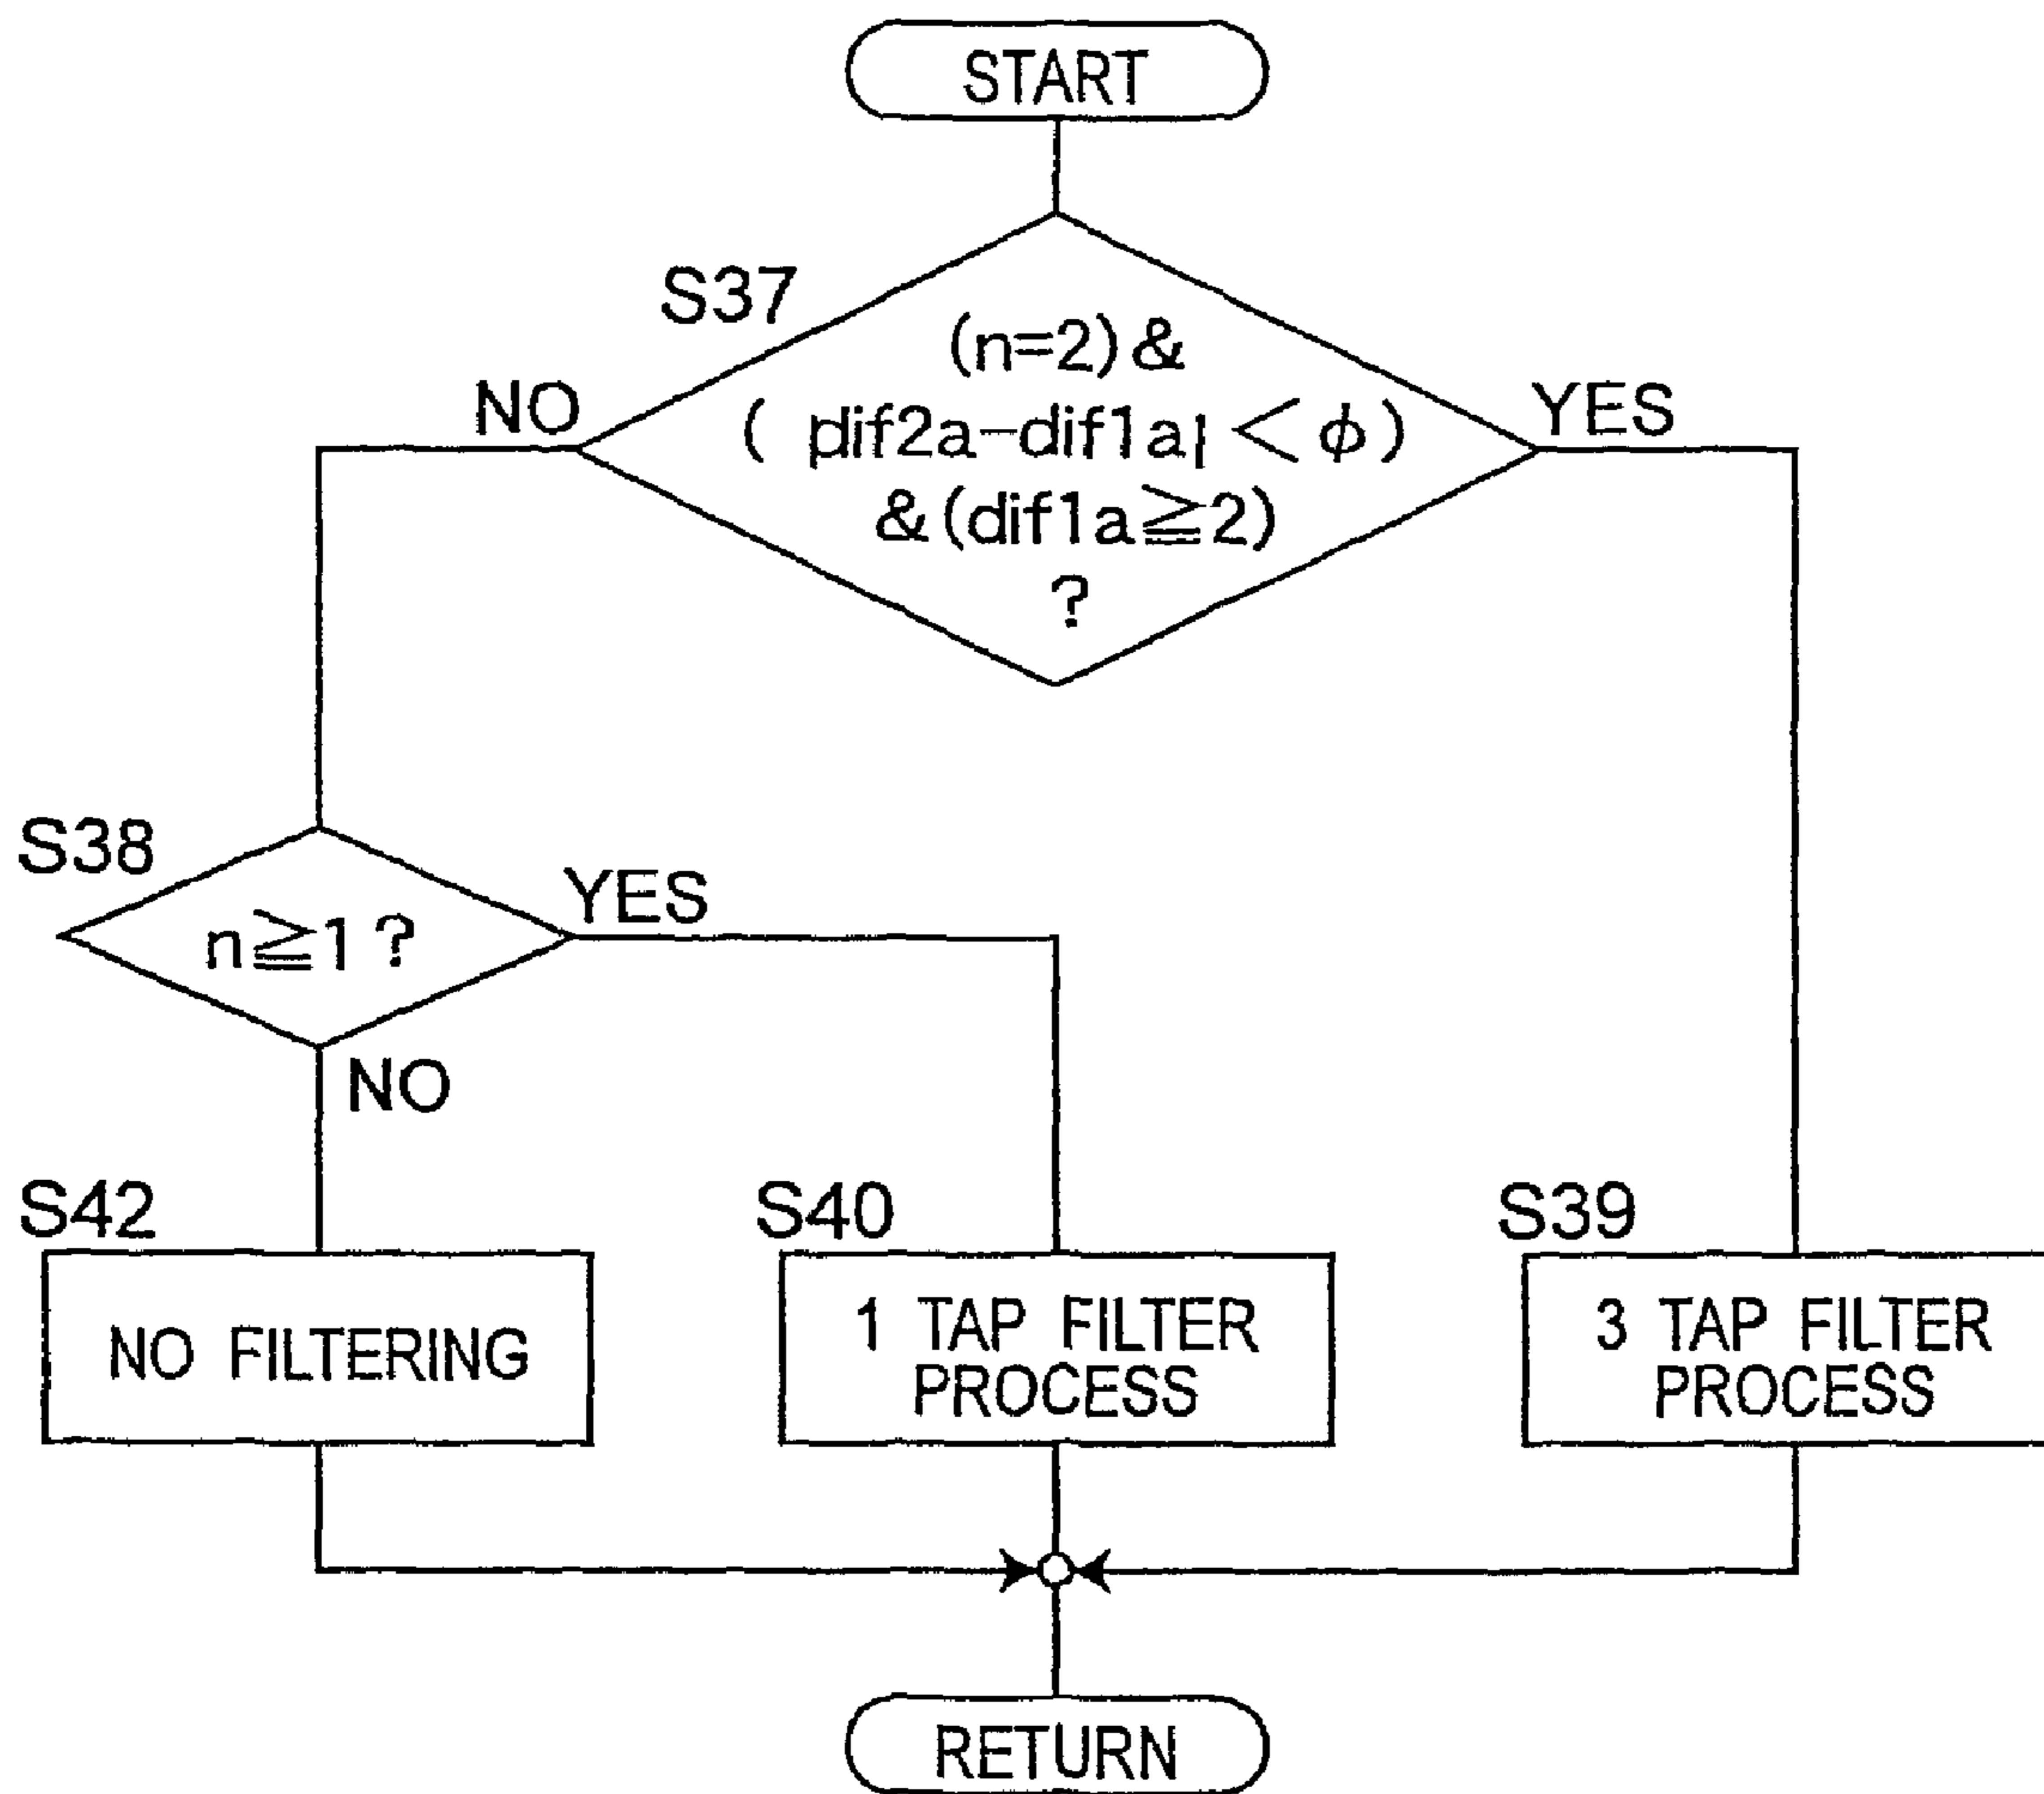 START
S37
(n=2)&
( |dif2a-dif1a| < φ)
&(dif1a≧2)
?
NO
YES
S38
n≧1?
YES
NO
S42
NO FILTERING
S40
1 TAP FILTER
PROCESS
S39
3 TAP FILTER
PROCESS
RETURN